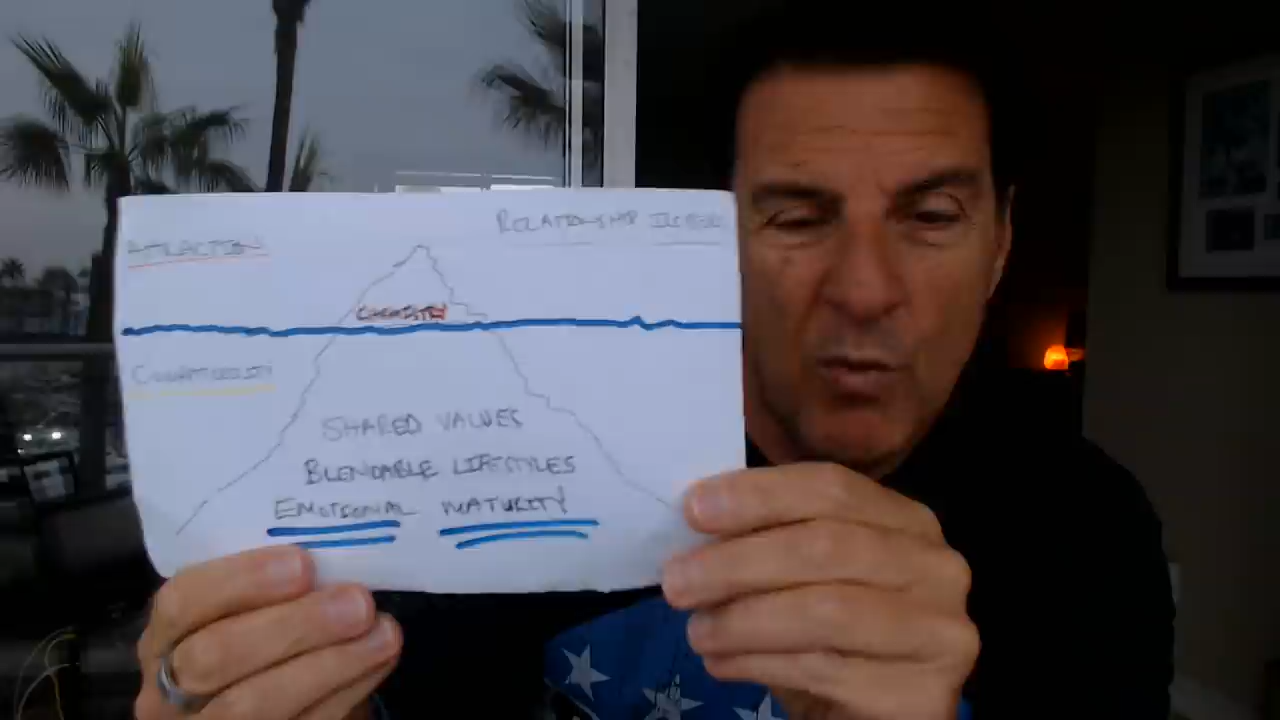 RELATIONSHIP ICEBERG
ATTRACTION
CHEMISTRY
COMPATIBILITY
SHARED VALUES
BLENDABLE LIFESTYLES
EMOTIONAL MATURITY